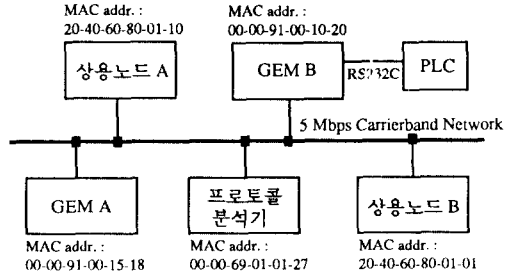 MAC addr. :
20-40-60-80-01-10
MAC addr. :
00-00-91-00-10-20
상용노드 A
GEM B
RS232C
PLC
5 Mbps Carrierband Network
GEM A
프로토콜
분석기
상용노드 B
MAC addr. :
00-00-91-00-15-18
MAC addr. :
00-00-69-01-01-27
MAC addr. :
20-40-60-80-01-01